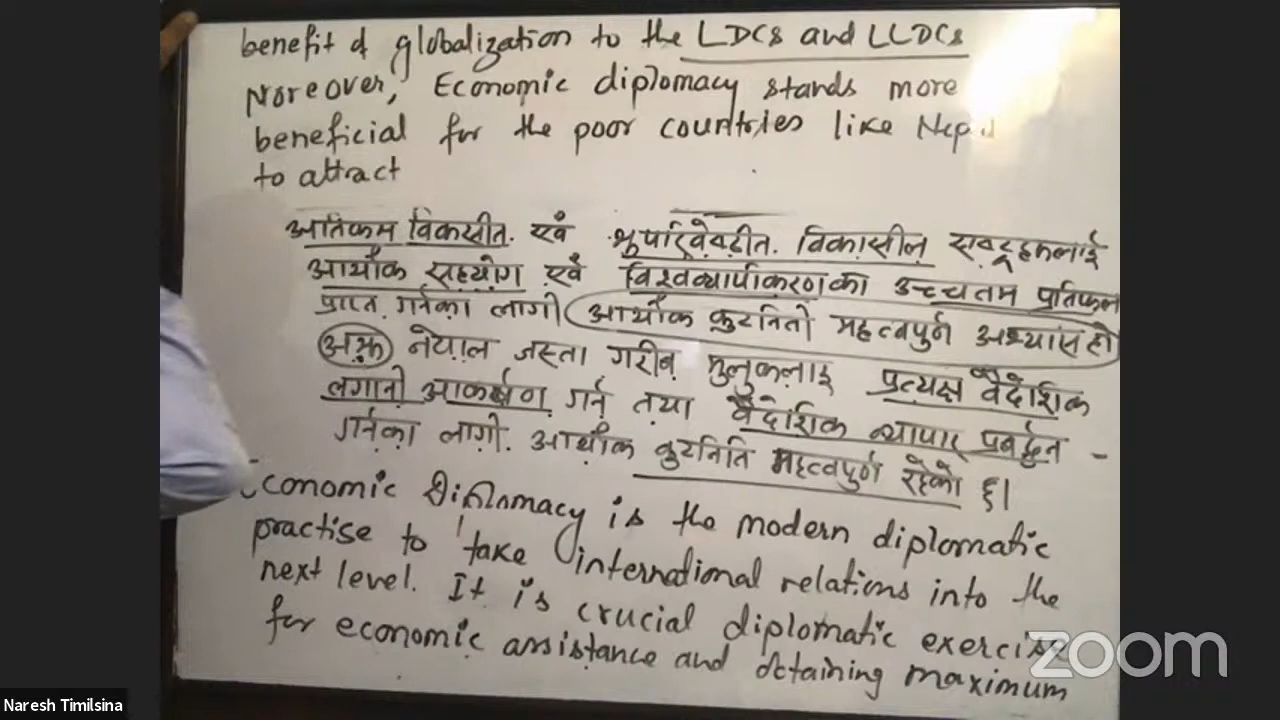 benefit of globalization to the LDCs and LLDCs
Moreover, Economic diplomacy stands more
beneficial for the poor countries like
to attract
अतिकम विकसीत. एवं विकासील
आर्थीक सहयोग एवं विश्वव्यापीकरणका उच्चतम प्रतिफल
प्राप्त गर्नका लागी आर्थीक कुटनिती महत्वपुर्ण अभ्यास हो
अझ नेपाल जस्ता गरीब मुलुकलाइ प्रत्यक्ष वैदेशिक
लगानी आकर्षण गर्न तथा वैदेशिक व्यापार प्रबर्द्धन -
गर्नका लागी. आर्थीक कुटनिति महत्वपुर्ण रहेको छ।
Economic Diplomacy is the modern diplomatic
practise to take international relations into the
next level. It is crucial diplomatic exercise
for economic assistance and obtaining maximum
zoom
Naresh Timilsina